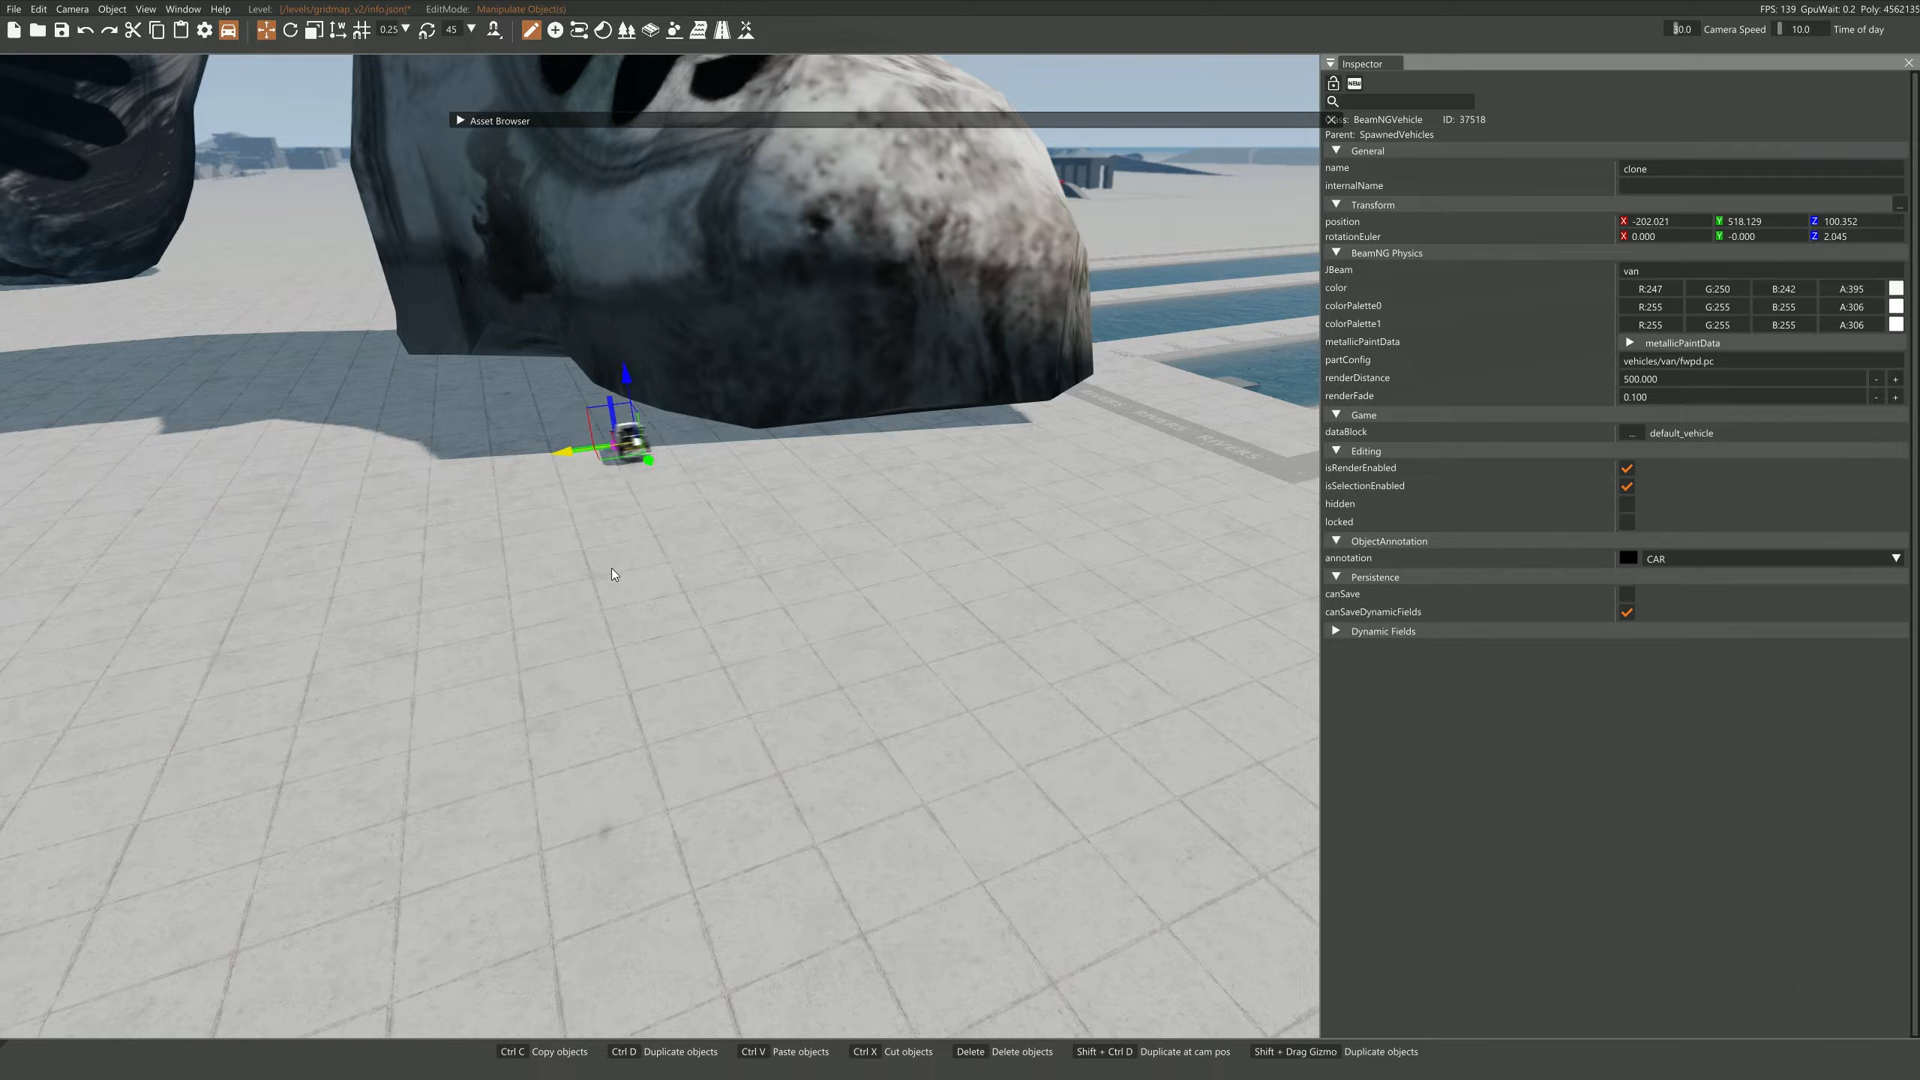 File Edit Camera Object View Window Help Level: [/levels/gridmap_v2/info.json]* EditMode: Manipulate Object(s) FPS: 139 GpuWait: 0.2 Poly: 4562135
0.25 45 30.0 Camera Speed 10.0 Time of day
Inspector
NEW
Asset Browser
BeamNGVehicle ID: 37518
Parent: SpawnedVehicles
General
name clone
internalName
Transform ...
position X -202.021 Y 518.129 Z 100.352
rotationEuler X 0.000 Y -0.000 Z 2.045
BeamNG Physics
JBeam van
color R:247 G:250 B:242 A:395
colorPalette0 R:255 G:255 B:255 A:306
colorPalette1 R:255 G:255 B:255 A:306
metallicPaintData metallicPaintData
partConfig vehicles/van/fwpd.pc
renderDistance 500.000 - +
renderFade 0.100 - +
Game
dataBlock ... default_vehicle
Editing
isRenderEnabled
isSelectionEnabled
hidden
locked
ObjectAnnotation
annotation CAR
Persistence
canSave
canSaveDynamicFields
Dynamic Fields
RIVERS RIVERS RIVERS
Ctrl C Copy objects Ctrl D Duplicate objects Ctrl V Paste objects Ctrl X Cut objects Delete Delete objects Shift + Ctrl D Duplicate at cam pos Shift + Drag Gizmo Duplicate objects